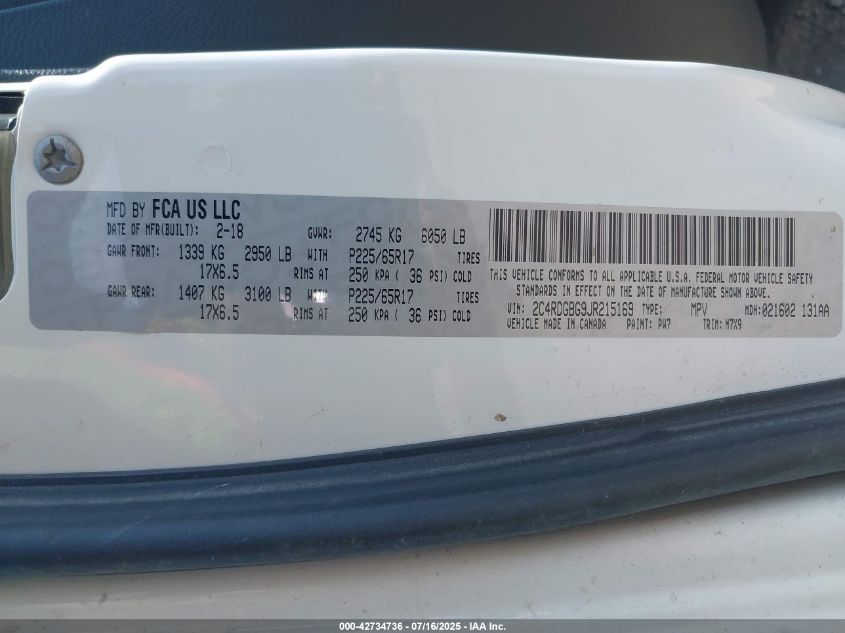 MFD BY FCA US LLC
DATE OF MFR(BUILT): 2-18 GVWR: 2745 KG 6050 LB
GAWR FRONT: 1339 KG 2950 LB WITH P225/65R17 TIRES
17X6.5 RIMS AT 250 KPA ( 36 PSI) COLD
GAWR REAR: 1407 KG 3100 LB WITH P225/65R17 TIRES
17X6.5 RIMS AT 250 KPA ( 36 PSI) COLD
THIS VEHICLE CONFORMS TO ALL APPLICABLE U.S.A. FEDERAL MOTOR VEHICLE SAFETY
STANDARDS IN EFFECT ON THE DATE OF MANUFACTURE SHOWN ABOVE.
VIN: 2C4RDGBG9JR215169 TYPE: MPV MDH:021602 131AA
VEHICLE MADE IN CANADA PAINT: PW7 TRIM: N7X9
000-42734736 - 07/16/2025 - IAA Inc.